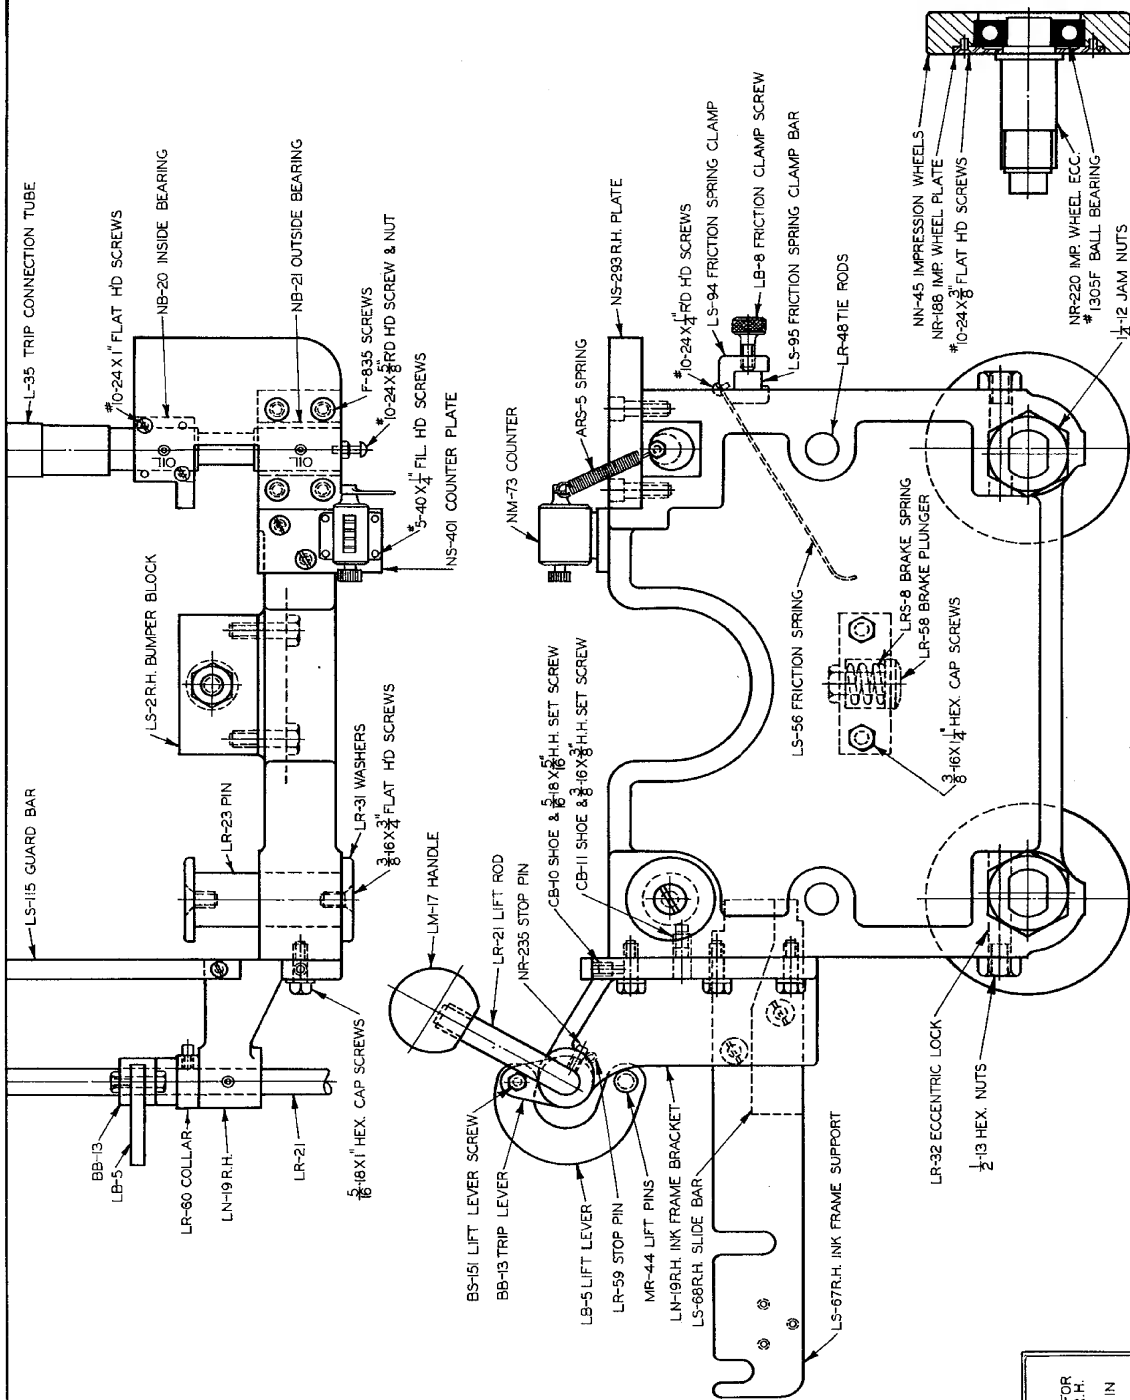 L-35 TRIP CONNECTION TUBE
#10-24 X 1" FLAT H'D SCREWS
NB-20 INSIDE BEARING
NB-21 OUTSIDE BEARING
F-835 SCREWS
#10-24 X 5/8" R'D HD SCREW & NUT
#5-40 X 1/4" FIL. HD SCREWS
NS-401 COUNTER PLATE
OIL
OIL
LS-2 R.H. BUMPER BLOCK
LS-115 GUARD BAR
LR-23 PIN
LR-31 WASHERS
3/8-16 X 3/4" FLAT H'D SCREWS
BB-13
LB-5
LR-60 COLLAR
LN-19 R.H.
LR-21
5/16-18 X 1" HEX. CAP SCREWS
NM-73 COUNTER
ARS-5 SPRING
NS-293 R.H. PLATE
#10-24 X 1/4" R'D H'D SCREWS
LS-94 FRICTION SPRING CLAMP
LB-8 FRICTION CLAMP SCREW
LS-95 FRICTION SPRING CLAMP BAR
LR-48 TIE RODS
LS-56 FRICTION SPRING
LRS-8 BRAKE SPRING
LR-58 BRAKE PLUNGER
3/8-16 X 1 1/4" HEX. CAP SCREWS
LM-17 HANDLE
LR-21 LIFT ROD
NR-235 STOP PIN
CB-10 SHOE & 5/16-18 X 5/16" H.H. SET SCREW
CB-11 SHOE & 3/8-16 X 3/8" H.H. SET SCREW
BS-151 LIFT LEVER SCREW
BB-13 TRIP LEVER
LB-5 LIFT LEVER
LR-59 STOP PIN
MR-44 LIFT PINS
LN-19 R.H. INK FRAME BRACKET
LS-68 R.H. SLIDE BAR
LS-67 R.H. INK FRAME SUPPORT
LR-32 ECCENTRIC LOCK
1/2-13 HEX. NUTS
NN-45 IMPRESSION WHEELS
NR-188 IMP. WHEEL PLATE
#10-24 X 3/8" FLAT H'D SCREWS
NR-220 IMP. WHEEL ECC.
#1305F BALL BEARING
1 1/4-12 JAM NUTS
FOR
R.H.
IN